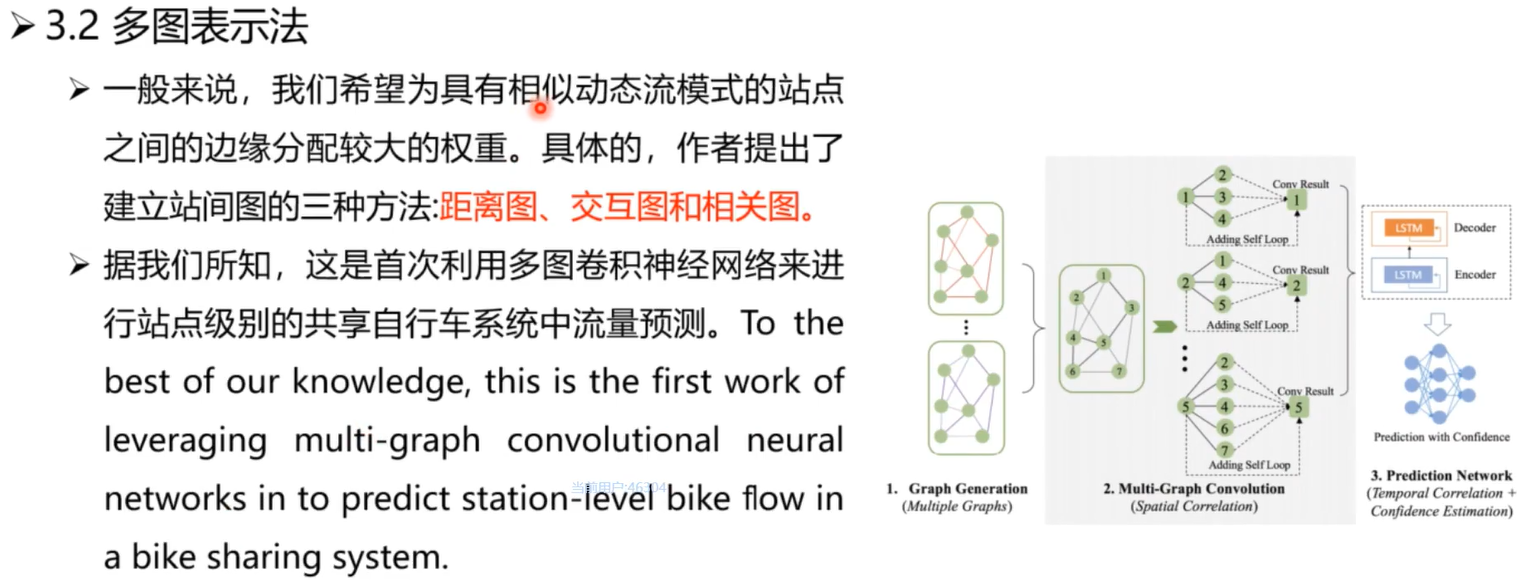 3.2 多图表示法
一般来说，我们希望为具有相似动态流模式的站点
之间的边缘分配较大的权重。具体的，作者提出了
建立站间图的三种方法:距离图、交互图和相关图。
据我们所知，这是首次利用多图卷积神经网络来进
行站点级别的共享自行车系统中流量预测。To the
best of our knowledge, this is the first work of
leveraging multi-graph convolutional neural
networks in to predict station-level bike flow in
a bike sharing system.
当前用户:46304
1. Graph Generation
(Multiple Graphs)
1
2
3
4
5
6
7
2
1
3
4
Conv Result
1
Adding Self Loop
1
2
4
5
Conv Result
2
Adding Self Loop
2
3
5
4
6
7
Conv Result
5
Adding Self Loop
2. Multi-Graph Convolution
(Spatial Correlation)
LSTM
Decoder
LSTM
Encoder
Prediction with Confidence
3. Prediction Network
(Temporal Correlation +
Confidence Estimation)